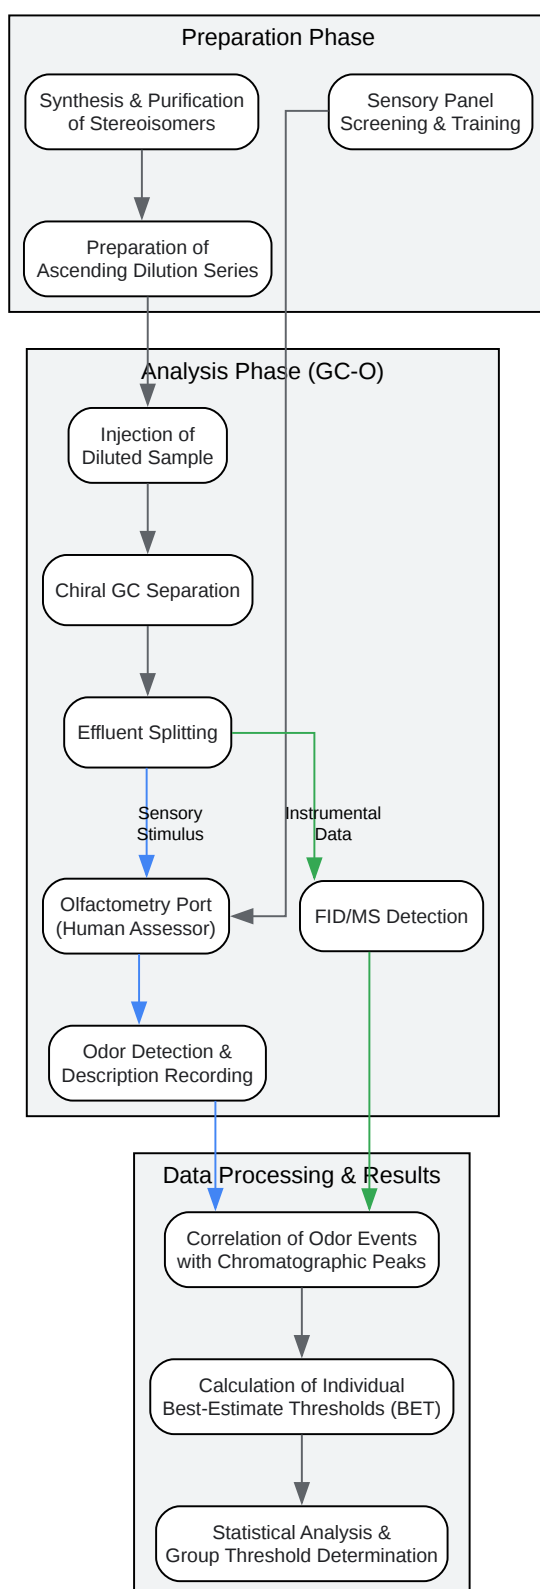 Preparation Phase
Synthesis & Purification
of Stereoisomers
Sensory Panel
Screening & Training
Preparation of
Ascending Dilution Series
Analysis Phase (GC-O)
Injection of
Diluted Sample
Chiral GC Separation
Effluent Splitting
Sensory
Stimulus
Instrumental
Data
Olfactometry Port
(Human Assessor)
FID/MS Detection
Odor Detection &
Description Recording
Data Processing & Results
Correlation of Odor Events
with Chromatographic Peaks
Calculation of Individual
Best-Estimate Thresholds (BET)
Statistical Analysis &
Group Threshold Determination